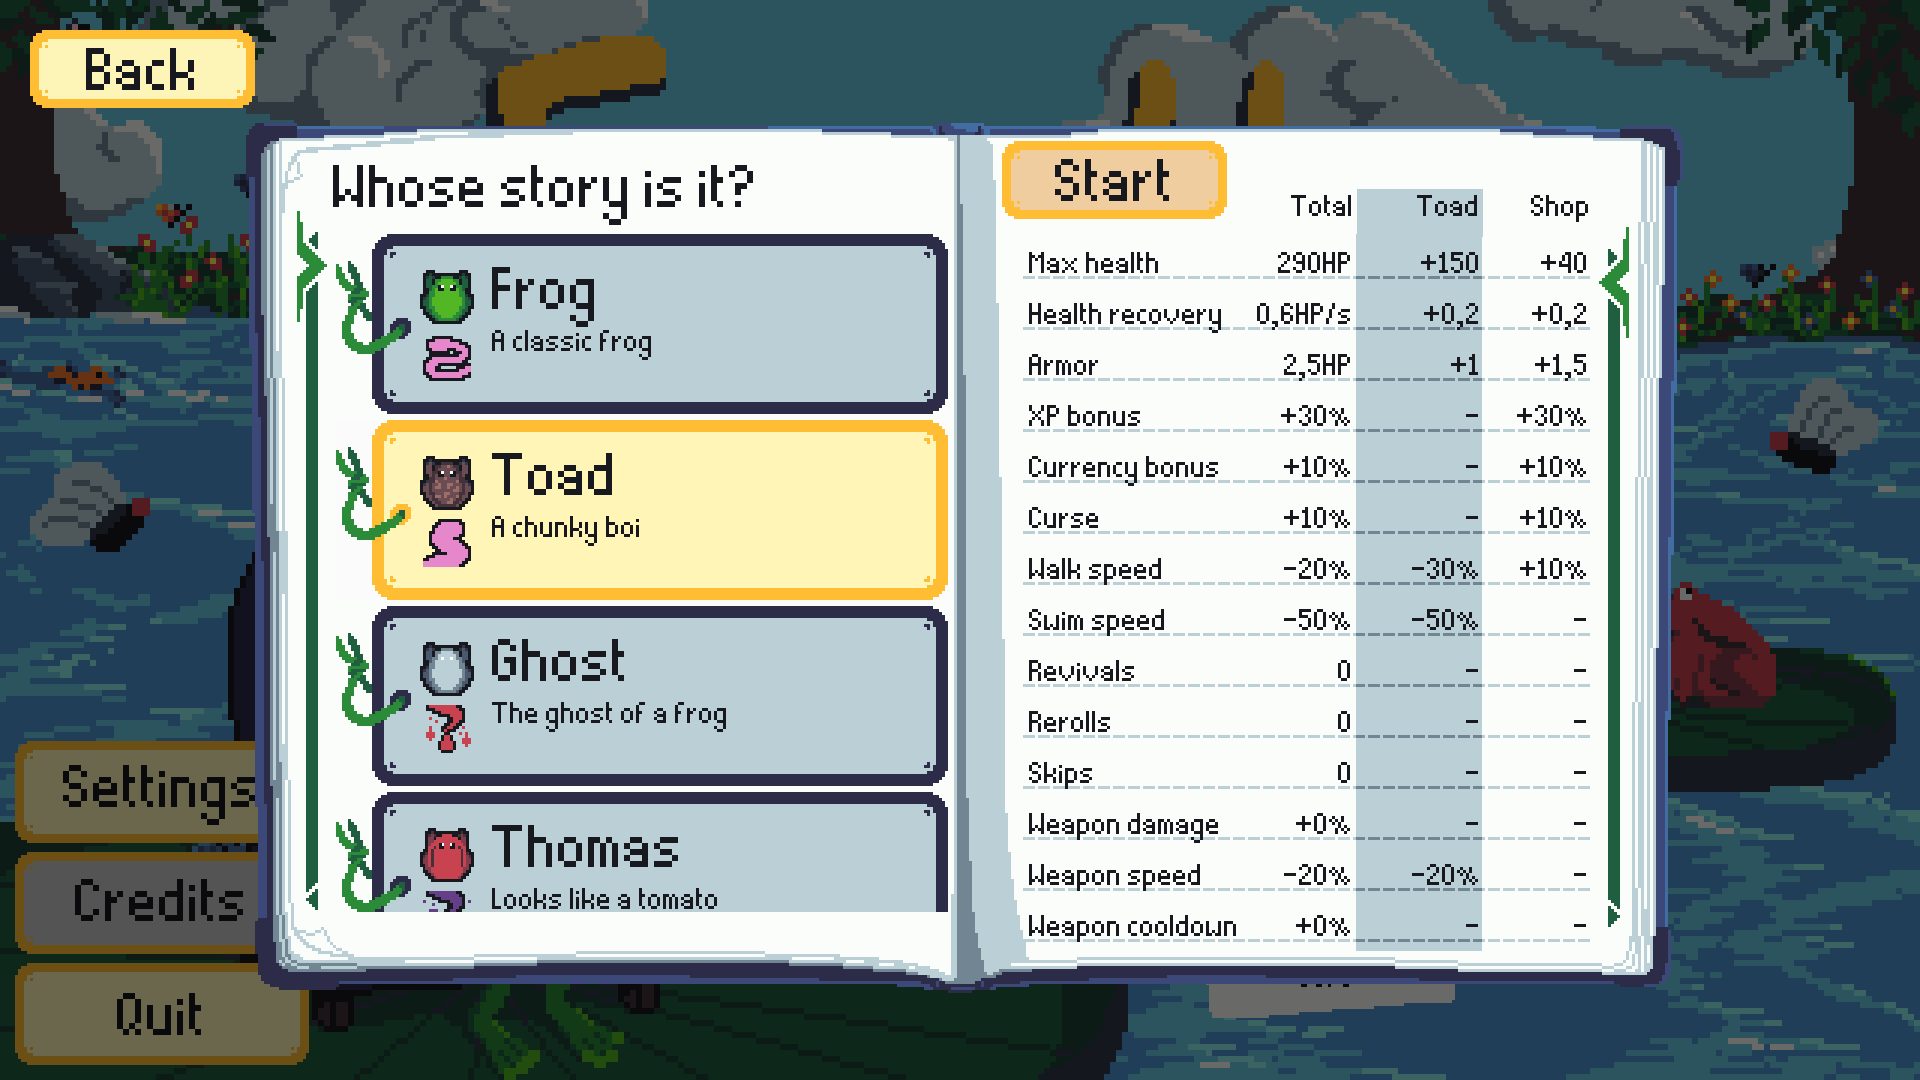 Back
Whose story is it?
Frog
A classic frog
Toad
A chunky boi
Ghost
The ghost of a frog
Thomas
Looks like a tomato
Start
Total Toad Shop
Max health 290HP +150 +40
Health recovery 0,6HP/s +0,2 +0,2
Armor 2,5HP +1 +1,5
XP bonus +30% - +30%
Currency bonus +10% - +10%
Curse +10% - +10%
Walk speed -20% -30% +10%
Swim speed -50% -50% -
Revivals 0 - -
Rerolls 0 - -
Skips 0 - -
Weapon damage +0% - -
Weapon speed -20% -20% -
Weapon cooldown +0% - -
Settings
Credits
Quit